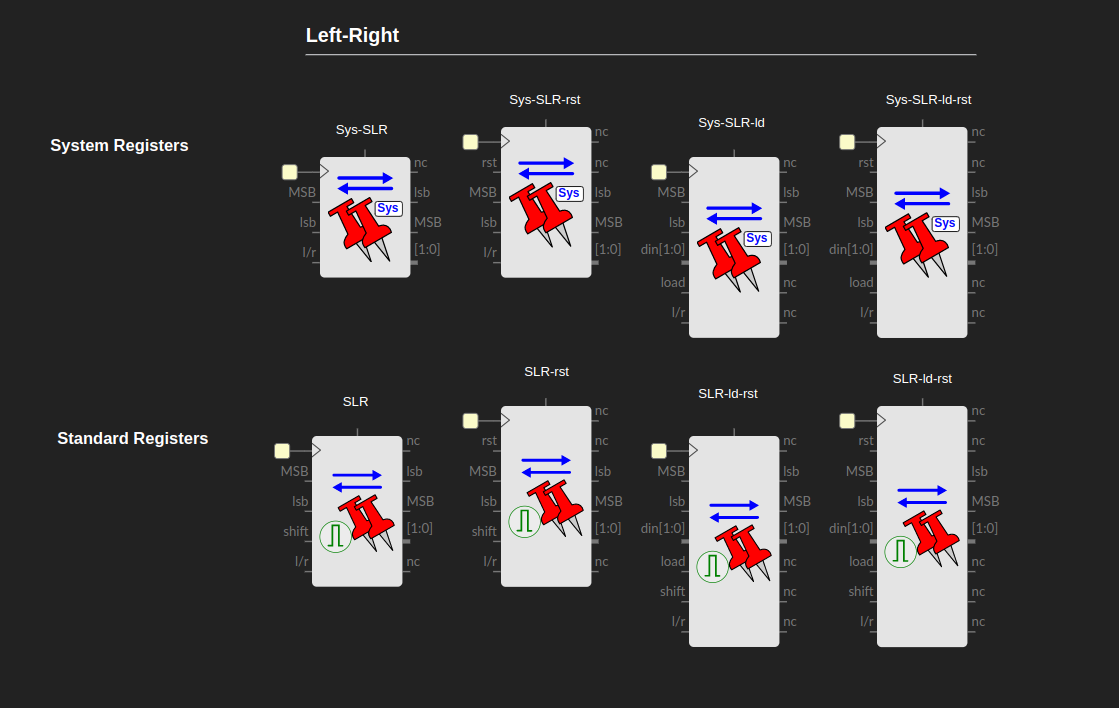 Left-Right
System Registers
Sys-SLR
MSB
lsb
l/r
Sys
nc
lsb
MSB
[1:0]
Sys-SLR-rst
rst
MSB
lsb
l/r
Sys
nc
nc
lsb
MSB
[1:0]
Sys-SLR-ld
MSB
lsb
din[1:0]
load
l/r
Sys
nc
lsb
MSB
[1:0]
nc
nc
Sys-SLR-ld-rst
rst
MSB
lsb
din[1:0]
load
l/r
Sys
nc
nc
lsb
MSB
[1:0]
nc
nc
Standard Registers
SLR
MSB
lsb
shift
l/r
nc
lsb
MSB
[1:0]
nc
SLR-rst
rst
MSB
lsb
shift
l/r
nc
nc
lsb
MSB
[1:0]
nc
SLR-ld-rst
MSB
lsb
din[1:0]
load
shift
l/r
nc
lsb
MSB
[1:0]
nc
nc
nc
SLR-ld-rst
rst
MSB
lsb
din[1:0]
load
shift
l/r
nc
nc
lsb
MSB
[1:0]
nc
nc
nc